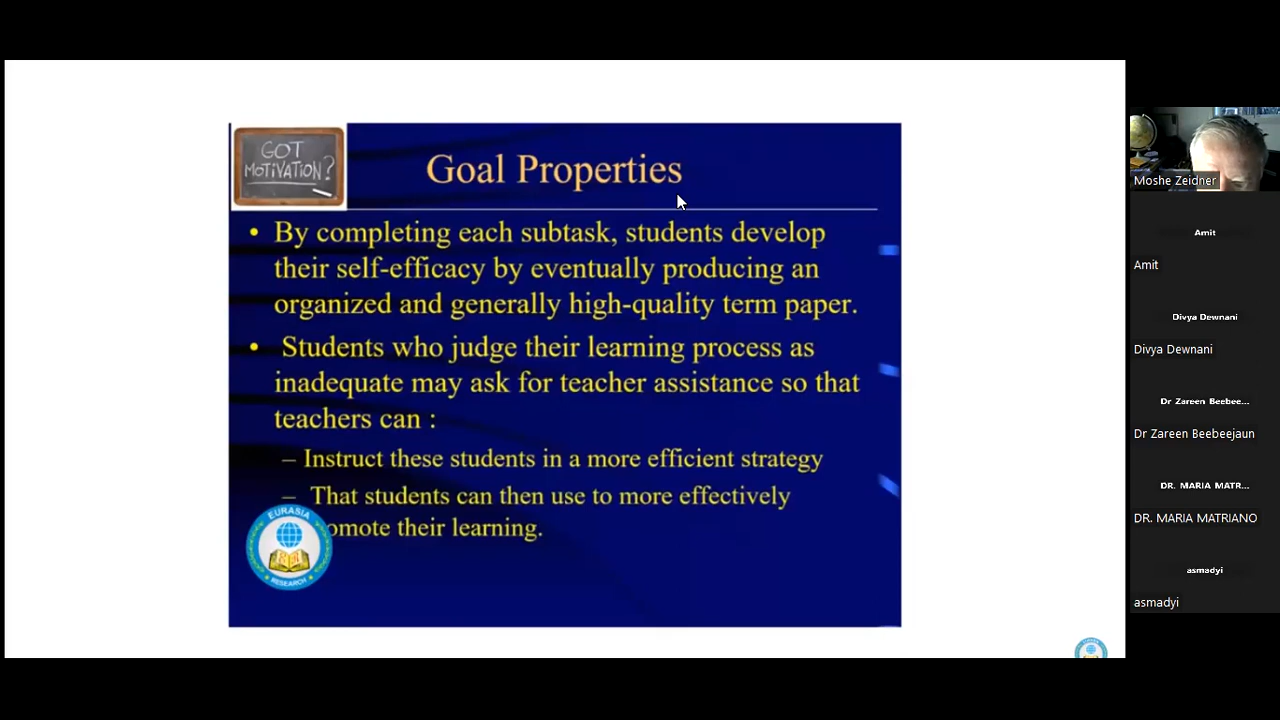 GOT
MOTIVATION?
Goal Properties
• By completing each subtask, students develop
their self-efficacy by eventually producing an
organized and generally high-quality term paper.
• Students who judge their learning process as
inadequate may ask for teacher assistance so that
teachers can :
– Instruct these students in a more efficient strategy
– That students can then use to more effectively
omote their learning.
EURASIA
RESEARCH
Moshe Zeidner
Amit
Amit
Divya Dewnani
Divya Dewnani
Dr Zareen Beebee...
Dr Zareen Beebeejaun
DR. MARIA MATR...
DR. MARIA MATRIANO
asmadyi
asmadyi